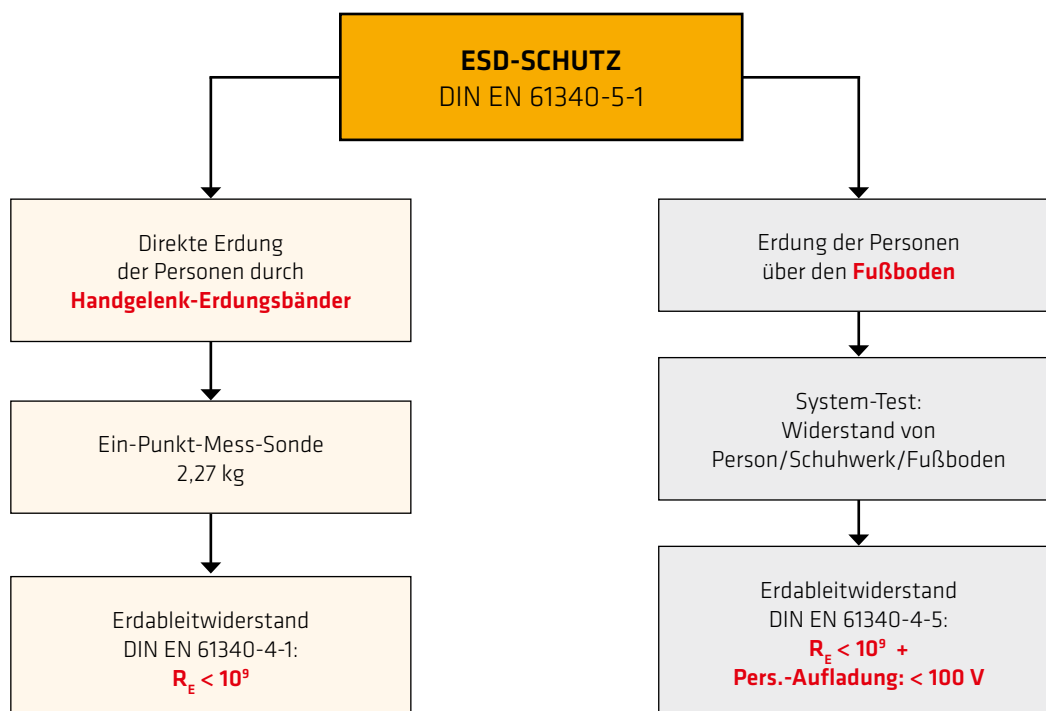 ESD-SCHUTZ
DIN EN 61340-5-1
Direkte Erdung
der Personen durch
Handgelenk-Erdungsbänder
Ein-Punkt-Mess-Sonde
2,27 kg
Erdableitwiderstand
DIN EN 61340-4-1:
R_E < 10⁹
Erdung der Personen
über den Fußboden
System-Test:
Widerstand von
Person/Schuhwerk/Fußboden
Erdableitwiderstand
DIN EN 61340-4-5:
R_E < 10⁹ +
Pers.-Aufladung: < 100 V